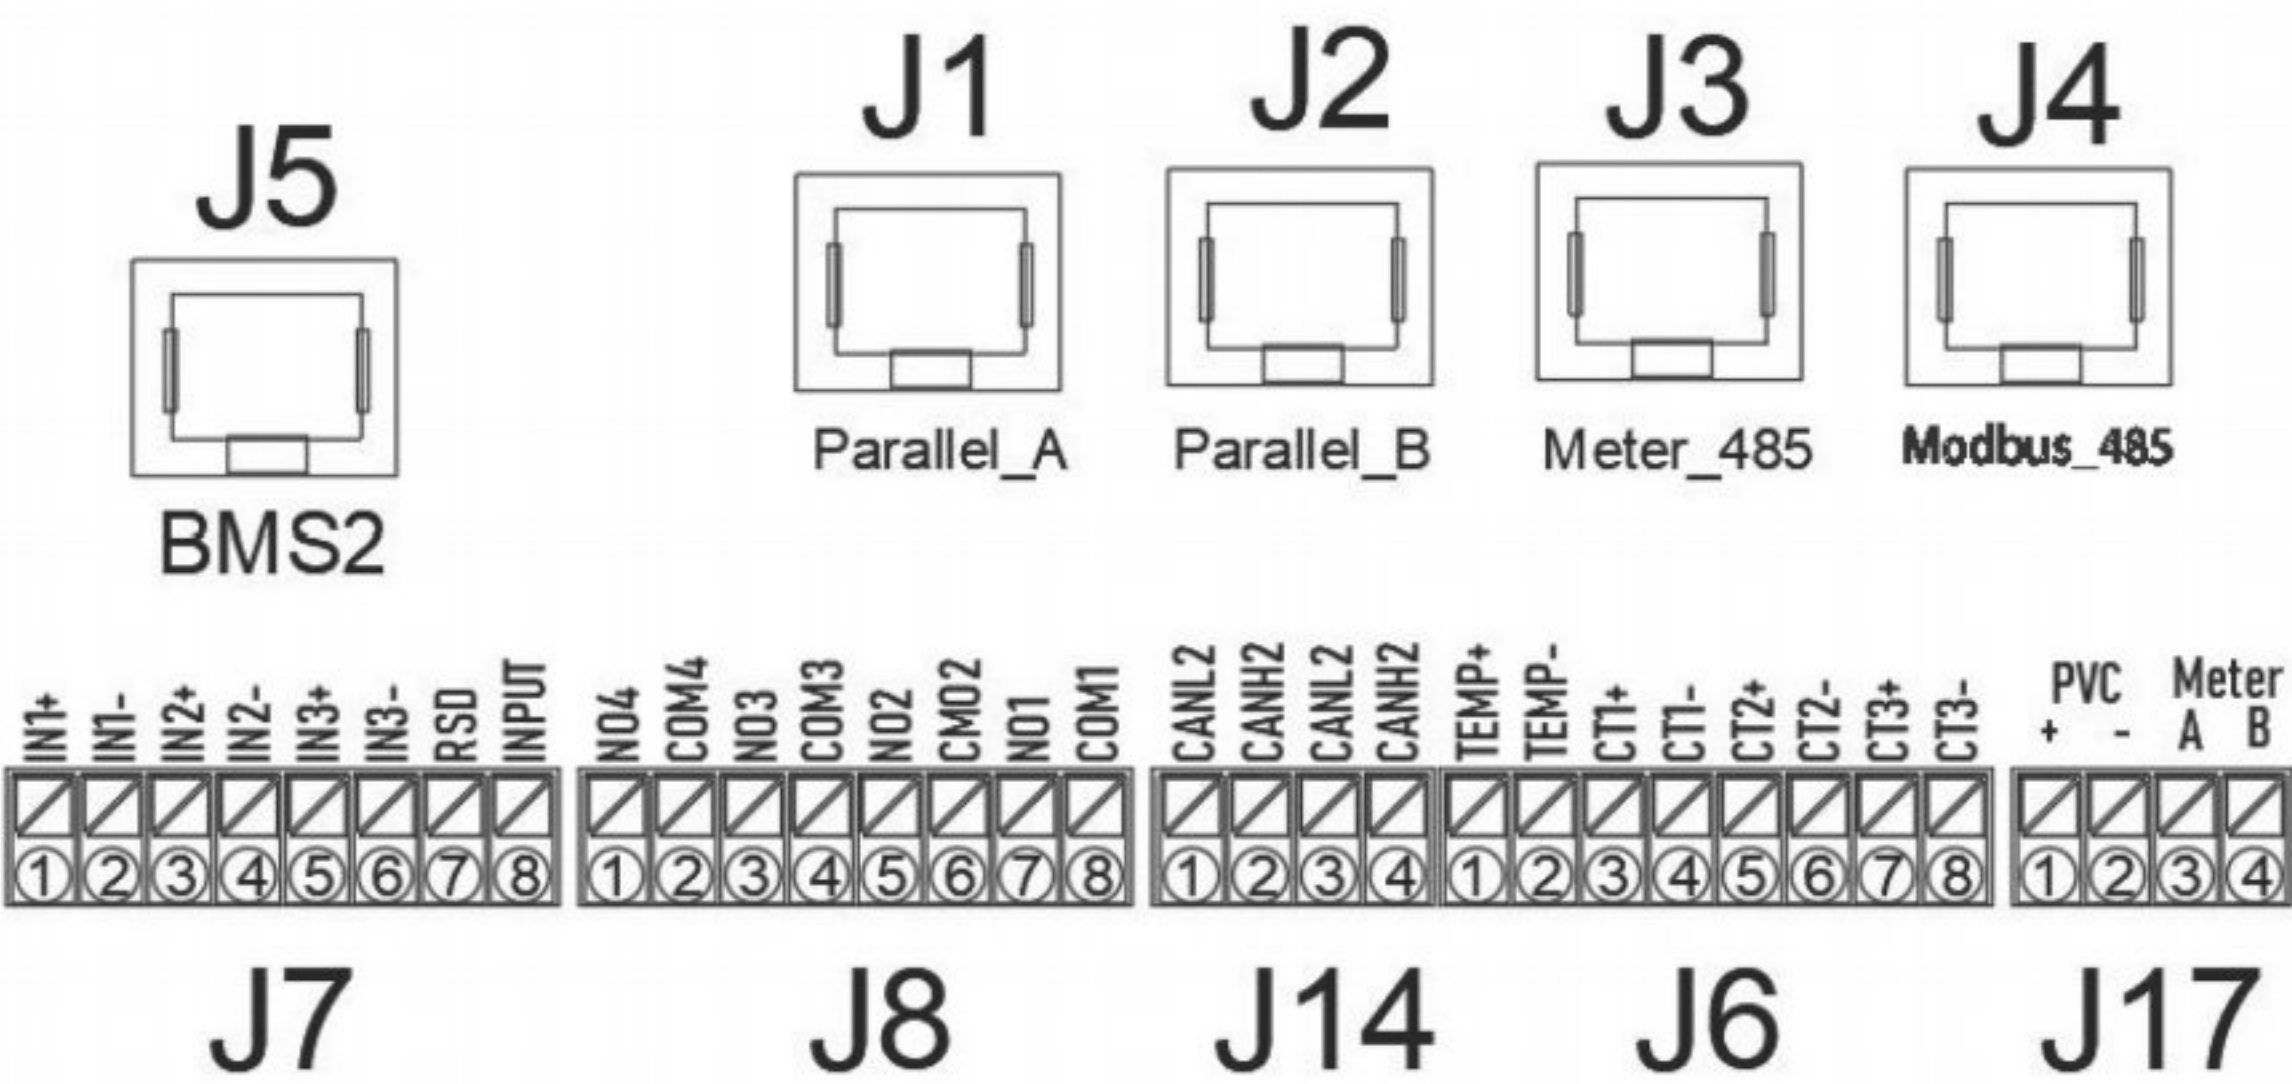 J5
BMS2
J1
Parallel_A
J2
Parallel_B
J3
Meter_485
J4
Modbus_485
IN1+
IN1-
IN2+
IN2-
IN3+
IN3-
RSD
INPUT
1 2 3 4 5 6 7 8
J7
NO4
COM4
NO3
COM3
NO2
CMO2
NO1
COM1
1 2 3 4 5 6 7 8
J8
CANL2
CANH2
CANL2
CANH2
1 2 3 4
J14
TEMP+
TEMP-
CT1+
CT1-
CT2+
CT2-
CT3+
CT3-
1 2 3 4 5 6 7 8
J6
PVC Meter
+ - A B
1 2 3 4
J17